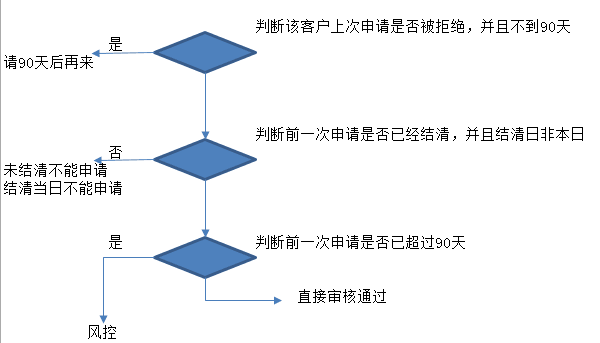 判断该客户上次申请是否被拒绝，并且不到90天
是
请90天后再来
判断前一次申请是否已经结清，并且结清日非本日
否
未结清不能申请
结清当日不能申请
判断前一次申请是否已超过90天
是
直接审核通过
风控